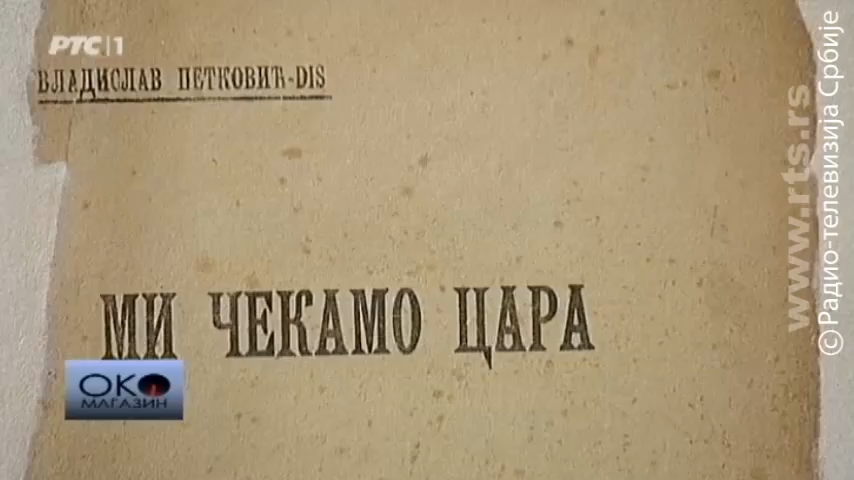 РТС|1
ВЛАДИСЛАВ ПЕТКОВИЋ-DIS
МИ ЧЕКАМО ЦАРА
ОКО
МАГАЗИН
www.rts.rs
©Радио-телевизија Србије